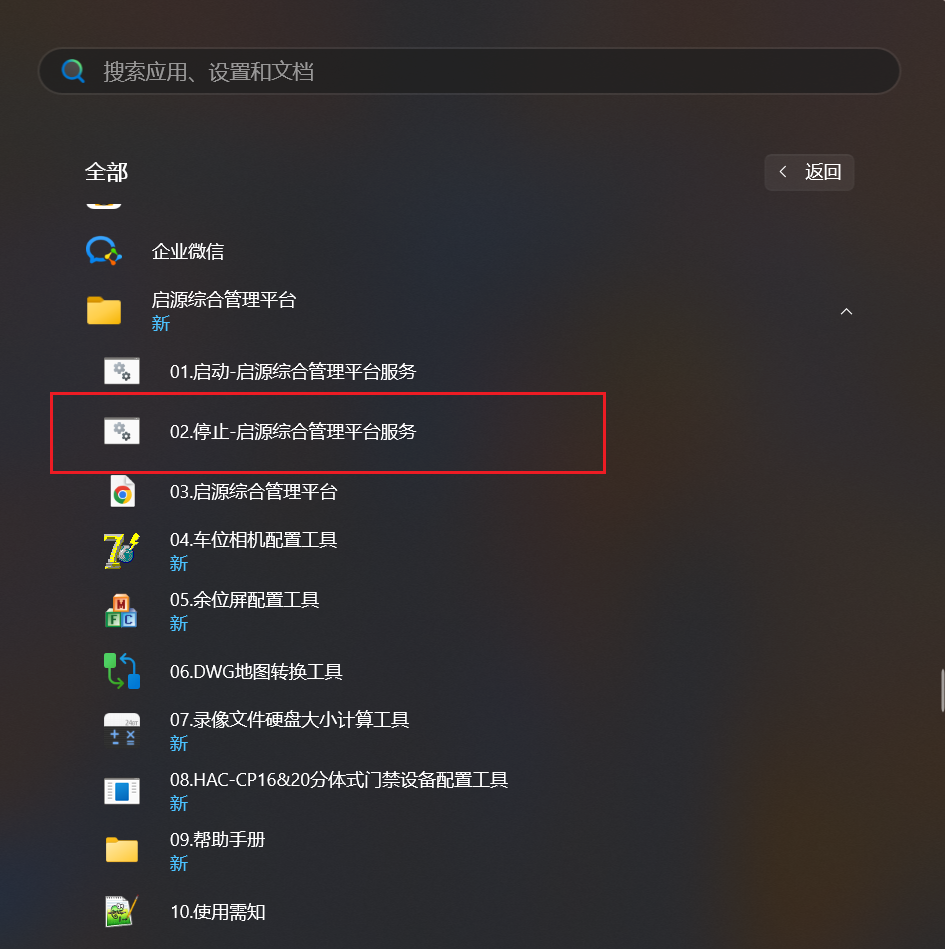 搜索应用、设置和文档
全部
返回
企业微信
启源综合管理平台
新
01.启动-启源综合管理平台服务
02.停止-启源综合管理平台服务
03.启源综合管理平台
04.车位相机配置工具
新
05.余位屏配置工具
新
06.DWG地图转换工具
07.录像文件硬盘大小计算工具
新
08.HAC-CP16&20分体式门禁设备配置工具
新
09.帮助手册
新
10.使用需知